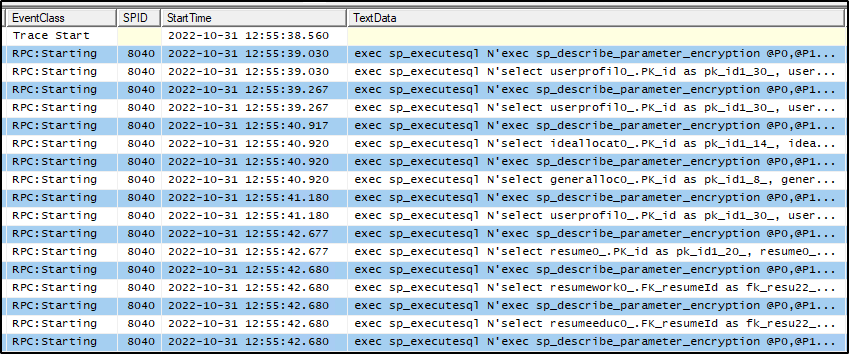 EventClass SPID StartTime TextData
Trace Start 2022-10-31 12:55:38.560
RPC:Starting 8040 2022-10-31 12:55:39.030 exec sp_executesql N'exec sp_describe_parameter_encryption @P0,@P1...
RPC:Starting 8040 2022-10-31 12:55:39.030 exec sp_executesql N'select userprofil0_.PK_id as pk_id1_30_, user...
RPC:Starting 8040 2022-10-31 12:55:39.267 exec sp_executesql N'exec sp_describe_parameter_encryption @P0,@P1...
RPC:Starting 8040 2022-10-31 12:55:39.267 exec sp_executesql N'select userprofil0_.PK_id as pk_id1_30_, user...
RPC:Starting 8040 2022-10-31 12:55:40.917 exec sp_executesql N'exec sp_describe_parameter_encryption @P0,@P1...
RPC:Starting 8040 2022-10-31 12:55:40.920 exec sp_executesql N'select ideallocat0_.PK_id as pk_id1_14_, idea...
RPC:Starting 8040 2022-10-31 12:55:40.920 exec sp_executesql N'exec sp_describe_parameter_encryption @P0,@P1...
RPC:Starting 8040 2022-10-31 12:55:40.920 exec sp_executesql N'select generalloc0_.PK_id as pk_id1_8_, gener...
RPC:Starting 8040 2022-10-31 12:55:41.180 exec sp_executesql N'exec sp_describe_parameter_encryption @P0,@P1...
RPC:Starting 8040 2022-10-31 12:55:41.180 exec sp_executesql N'select userprofil0_.PK_id as pk_id1_30_, user...
RPC:Starting 8040 2022-10-31 12:55:42.677 exec sp_executesql N'exec sp_describe_parameter_encryption @P0,@P1...
RPC:Starting 8040 2022-10-31 12:55:42.677 exec sp_executesql N'select resume0_.PK_id as pk_id1_20_, resume0_...
RPC:Starting 8040 2022-10-31 12:55:42.680 exec sp_executesql N'exec sp_describe_parameter_encryption @P0,@P1...
RPC:Starting 8040 2022-10-31 12:55:42.680 exec sp_executesql N'select resumework0_.FK_resumeId as fk_resu22_...
RPC:Starting 8040 2022-10-31 12:55:42.680 exec sp_executesql N'exec sp_describe_parameter_encryption @P0,@P1...
RPC:Starting 8040 2022-10-31 12:55:42.680 exec sp_executesql N'select resumeeduc0_.FK_resumeId as fk_resu22_...
RPC:Starting 8040 2022-10-31 12:55:42.680 exec sp_executesql N'exec sp_describe_parameter_encryption @P0,@P1...